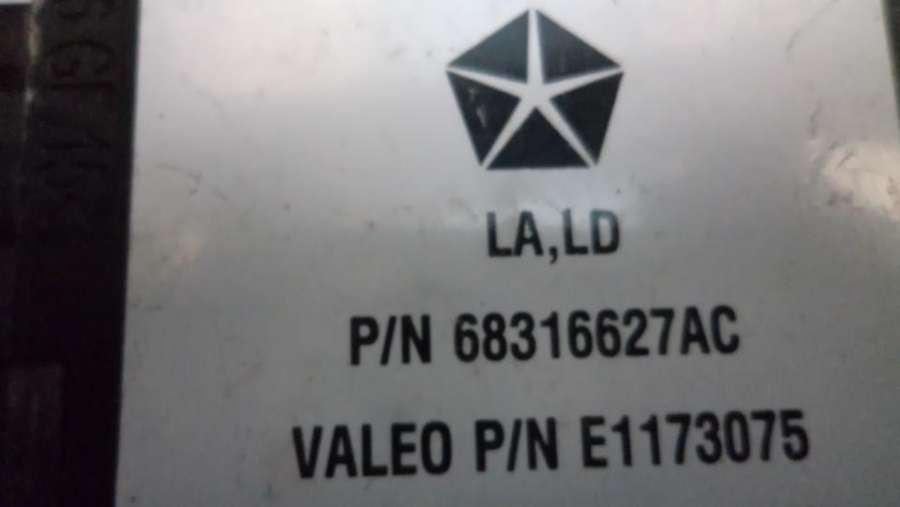 LA,LD
P/N 68316627AC
VALEO P/N E1173075